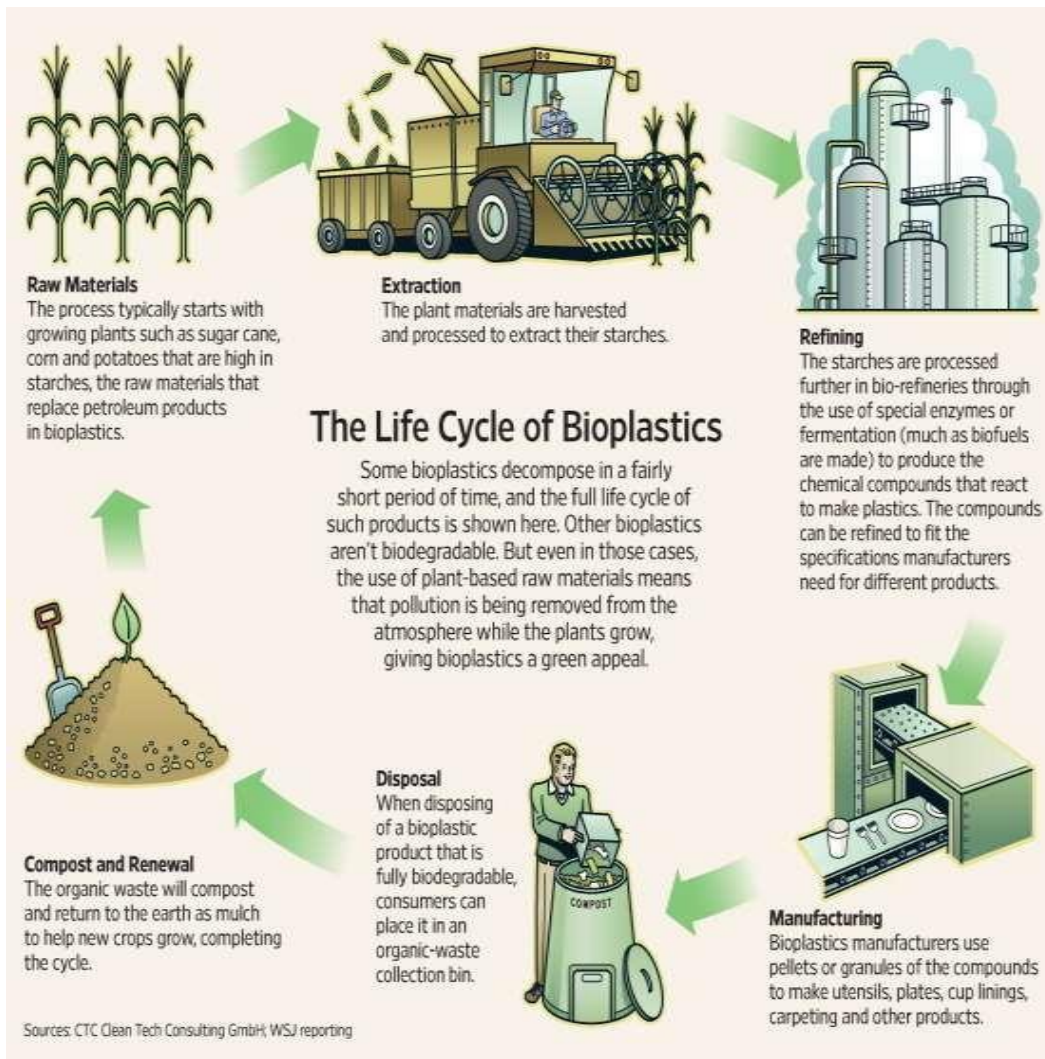 Raw Materials
The process typically starts with
growing plants such as sugar cane,
corn and potatoes that are high in
starches, the raw materials that
replace petroleum products
in bioplastics.
Extraction
The plant materials are harvested
and processed to extract their starches.
Refining
The starches are processed
further in bio-refineries through
the use of special enzymes or
fermentation (much as biofuels
are made) to produce the
chemical compounds that react
to make plastics. The compounds
can be refined to fit the
specifications manufacturers
need for different products.
The Life Cycle of Bioplastics
Some bioplastics decompose in a fairly
short period of time, and the full life cycle of
such products is shown here. Other bioplastics
aren't biodegradable. But even in those cases,
the use of plant-based raw materials means
that pollution is being removed from the
atmosphere while the plants grow,
giving bioplastics a green appeal.
Manufacturing
Bioplastics manufacturers use
pellets or granules of the compounds
to make utensils, plates, cup linings,
carpeting and other products.
Disposal
When disposing
of a bioplastic
product that is
fully biodegradable,
consumers can
place it in an
organic-waste
collection bin.
COMPOST
Compost and Renewal
The organic waste will compost
and return to the earth as mulch
to help new crops grow, completing
the cycle.
Sources: CTC Clean Tech Consulting GmbH; WSJ reporting